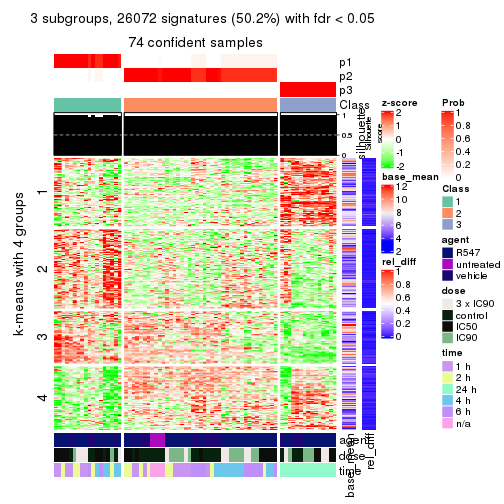 3 subgroups, 26072 signatures (50.2%) with fdr < 0.05
74 confident samples
p1
p2
p3
Class
1
0.5
0
silhouette
k-means with 4 groups
1
2
3
4
agent
dose
time
base_mean
rel_diff
z-score
2
1
0
-1
-2
base_mean
12
10
8
6
4
2
rel_diff
1
0.8
0.6
0.4
0.2
0
Prob
1
0.8
0.6
0.4
0.2
0
Class
1
2
3
agent
R547
untreated
vehicle
dose
3 x IC90
control
IC50
IC90
time
1 h
2 h
24 h
4 h
6 h
n/a